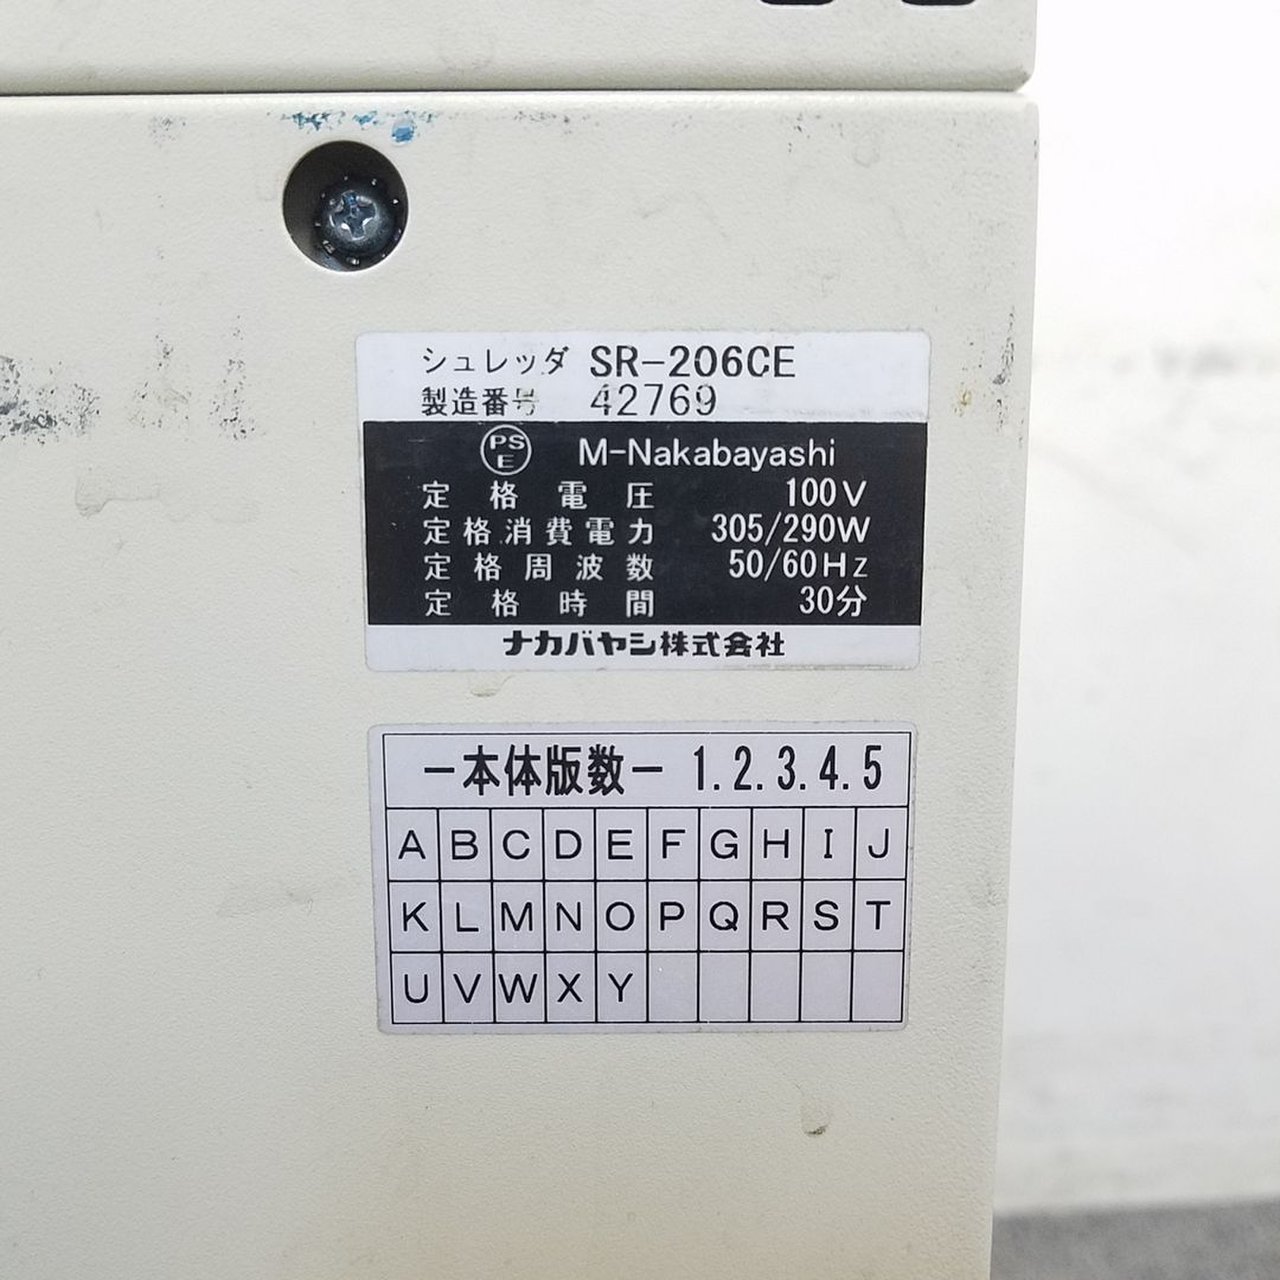 シュレッダ SR-206CE
製造番号 42769
PSE M-Nakabayashi
定格電圧 100V
定格消費電力 305/290W
定格周波数 50/60Hz
定格時間 30分
ナカバヤシ株式会社
−本体版数− 1.2.3.4.5
A B C D E F G H I J
K L M N O P Q R S T
U V W X Y